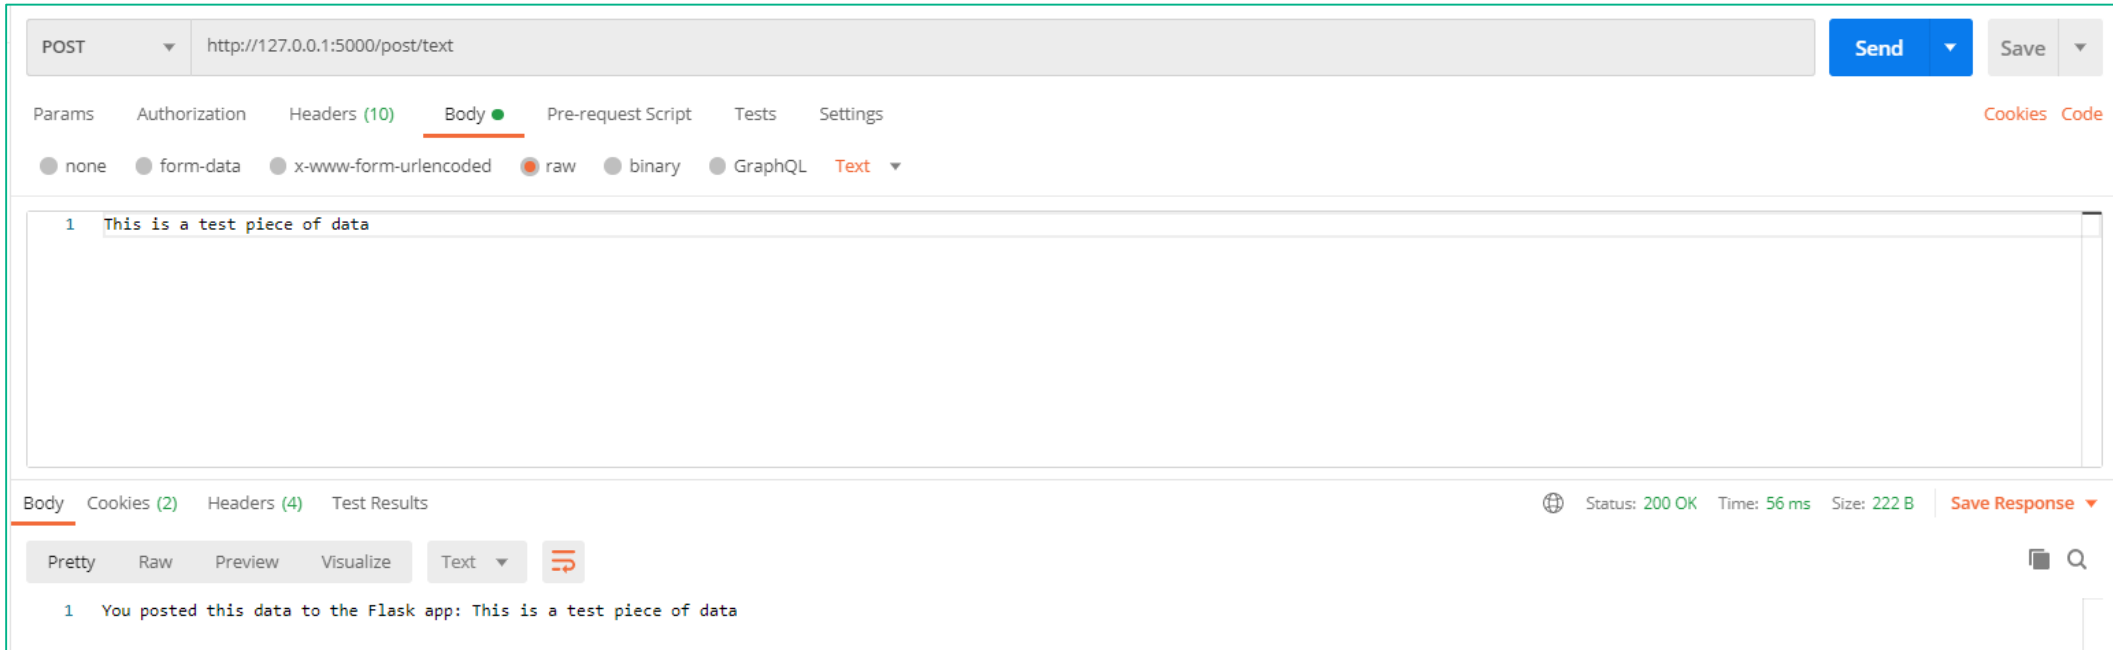 POST http://127.0.0.1:5000/post/text Send Save
Params Authorization Headers (10) Body Pre-request Script Tests Settings Cookies Code
none form-data x-www-form-urlencoded raw binary GraphQL Text
1 This is a test piece of data
Body Cookies (2) Headers (4) Test Results Status: 200 OK Time: 56 ms Size: 222 B Save Response
Pretty Raw Preview Visualize Text
1 You posted this data to the Flask app: This is a test piece of data